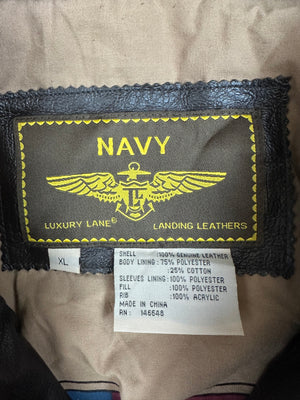 NAVY
LUXURY LANE® LANDING LEATHERS
XL
SHELL :100% GENUINE LEATHER
BODY LINING: 75% POLYESTER
25% COTTON
SLEEVES LINING: 100% POLYESTER
FILL :100% POLYESTER
RIB :100% ACRYLIC
MADE IN CHINA
RN: 146648